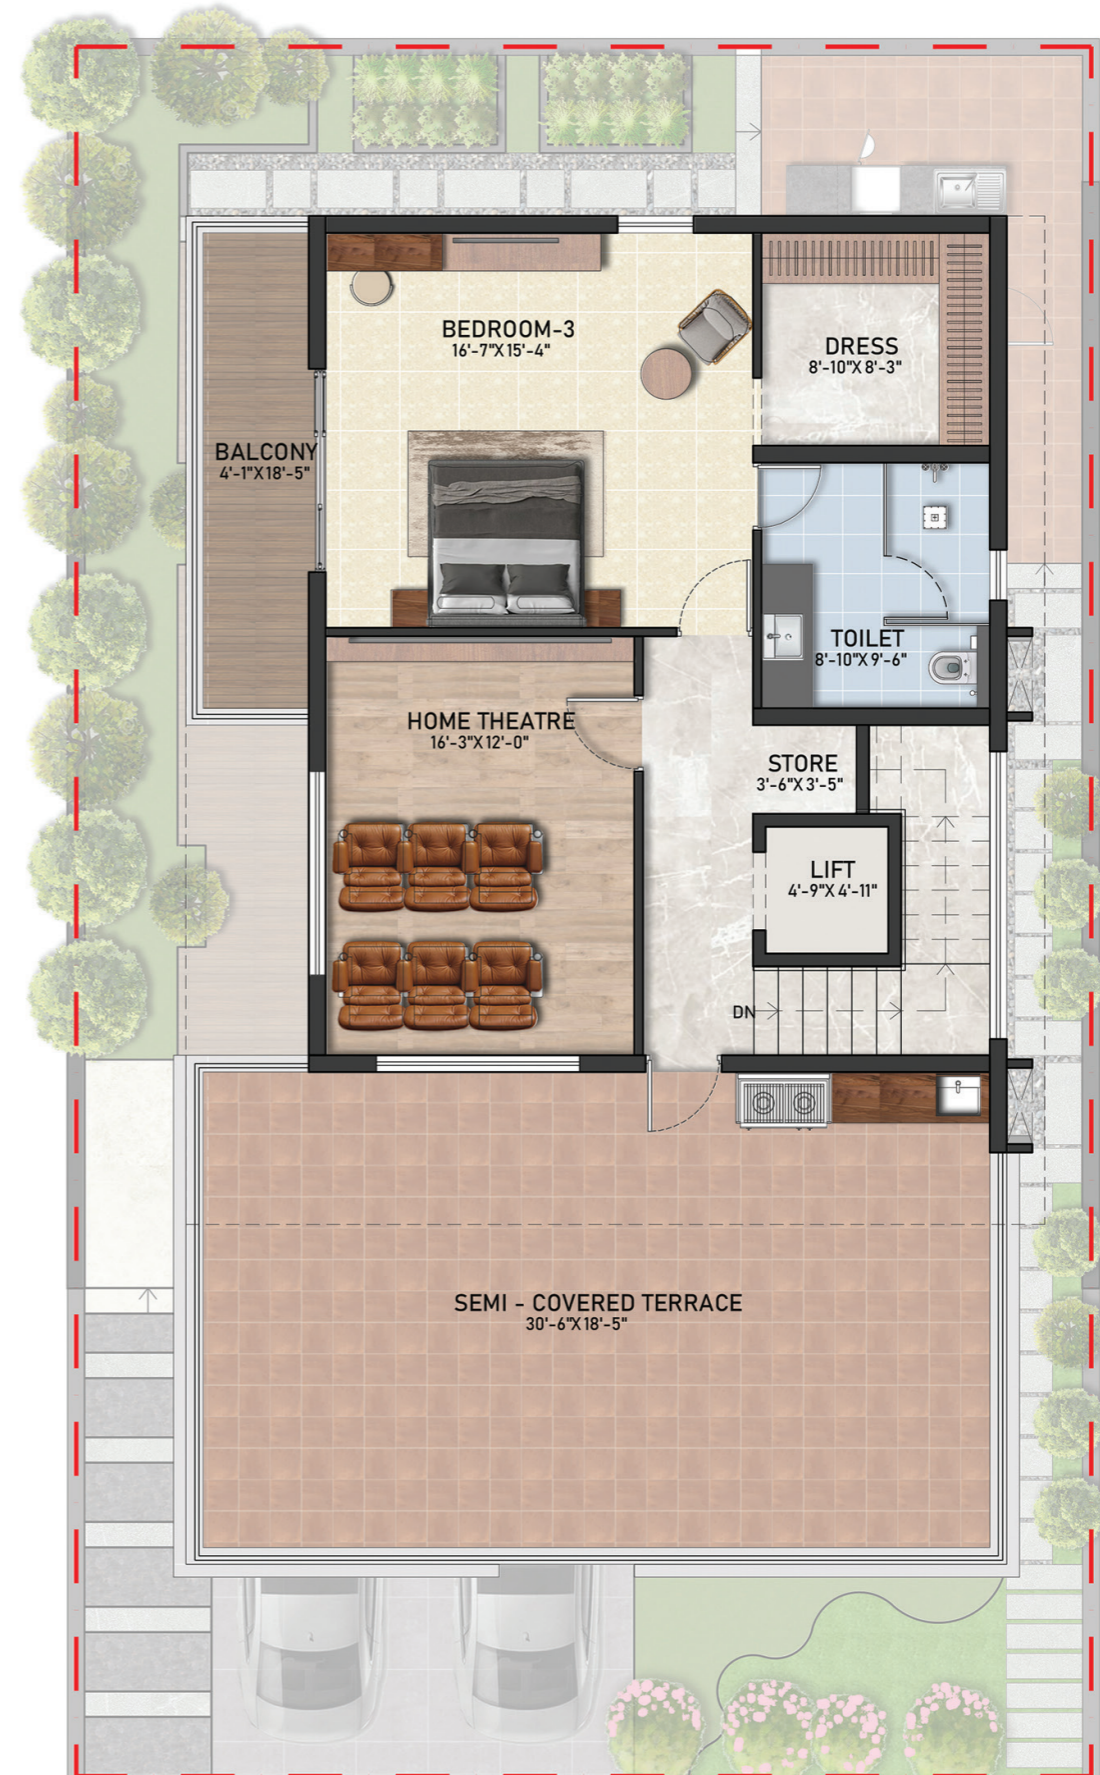 BEDROOM-3
16'-7"X15'-4"
DRESS
8'-10"X 8'-3"
BALCONY
4'-1"X18'-5"
TOILET
8'-10"X 9'-6"
HOME THEATRE
16'-3"X12'-0"
STORE
3'-6"X 3'-5"
LIFT
4'-9"X 4'-11"
DN
SEMI - COVERED TERRACE
30'-6"X18'-5"